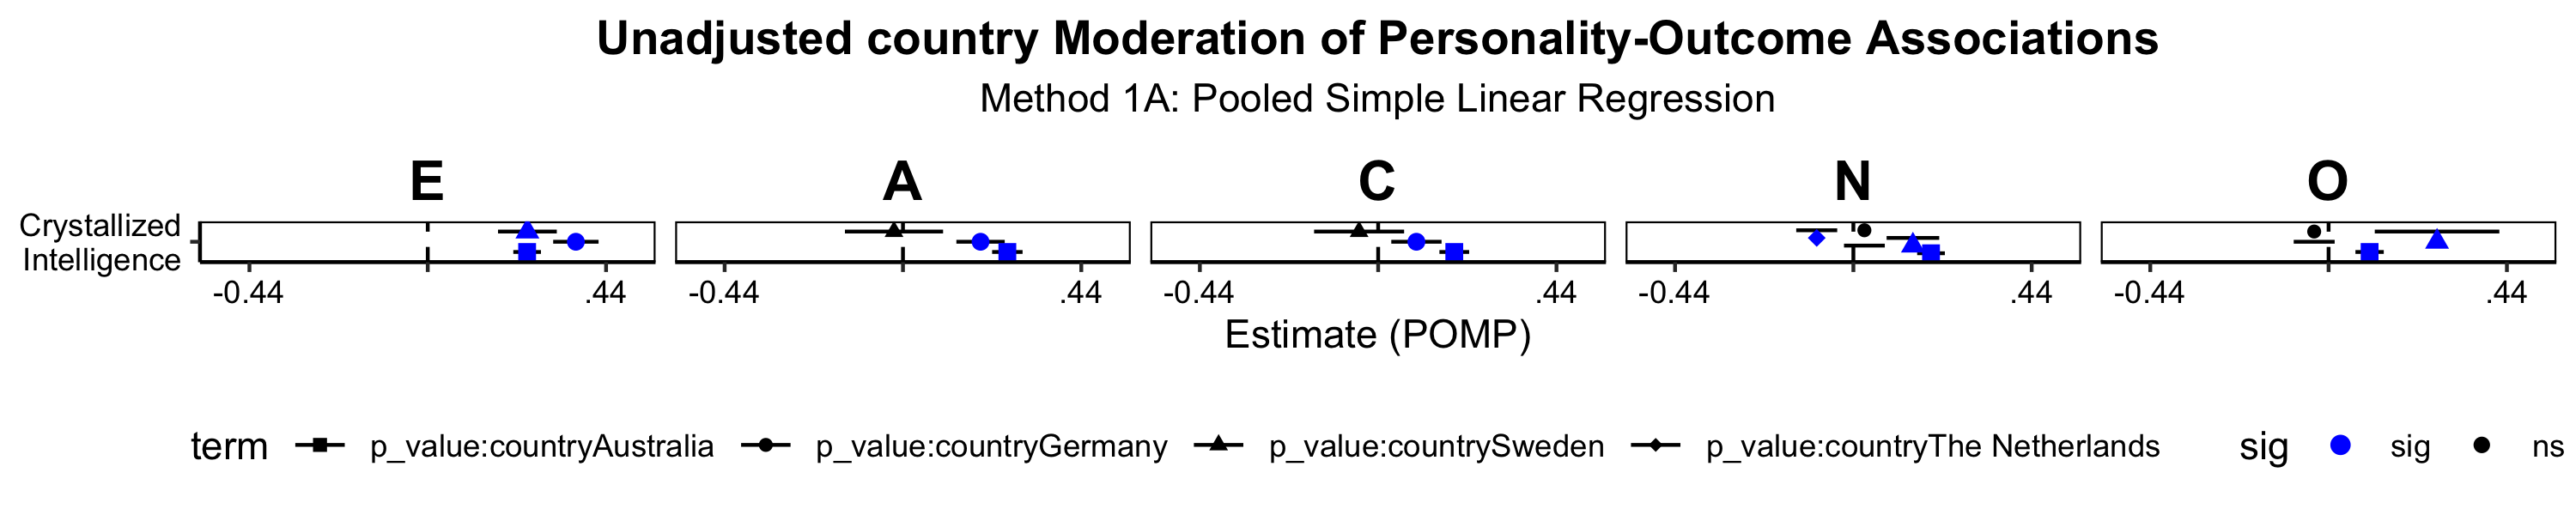 Unadjusted country Moderation of Personality-Outcome Associations
Method 1A: Pooled Simple Linear Regression
E A C N O
Crystallized
Intelligence
-0.44 .44 -0.44 .44 -0.44 .44 -0.44 .44 -0.44 .44
Estimate (POMP)
term p_value:countryAustralia p_value:countryGermany p_value:countrySweden p_value:countryThe Netherlands sig sig ns